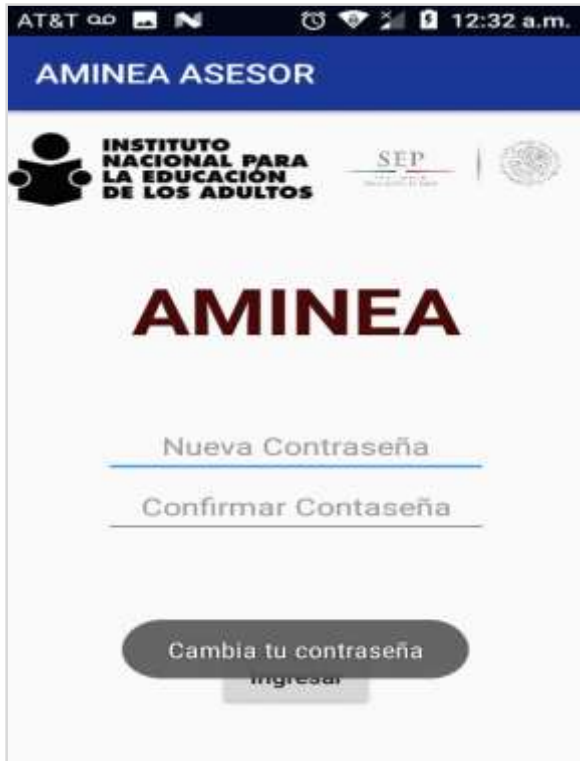 AT&T 12:32 a.m.
AMINEA ASESOR
INSTITUTO
NACIONAL PARA
LA EDUCACIÓN
DE LOS ADULTOS
SEP
AMINEA
Nueva Contraseña
Confirmar Contaseña
Cambia tu contraseña
Ingresar